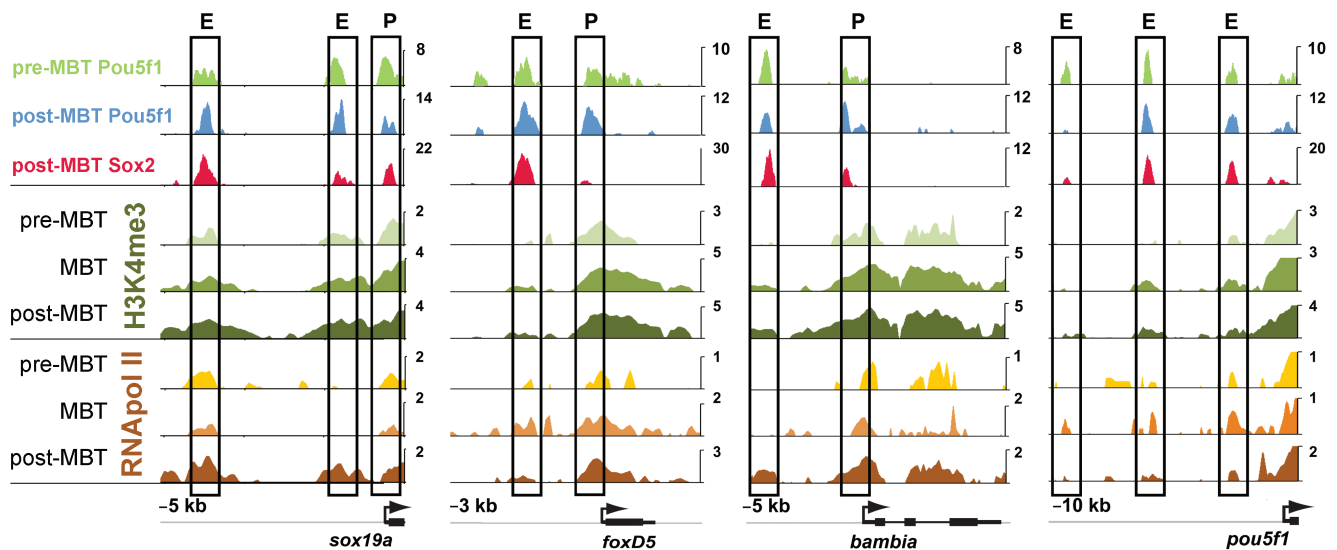 E E P E P E P E E E
pre-MBT Pou5f1 8 10 8 10
post-MBT Pou5f1 14 12 12 12
post-MBT Sox2 22 30 12 20
pre-MBT 2 3 2 3
MBT 4 5 5 3
post-MBT 4 5 5 4
H3K4me3
pre-MBT 2 1 1 1
MBT 2 2 2 1
post-MBT 2 3 2 2
RNApol II
–5 kb –3 kb –5 kb –10 kb
sox19a foxD5 bambia pou5f1